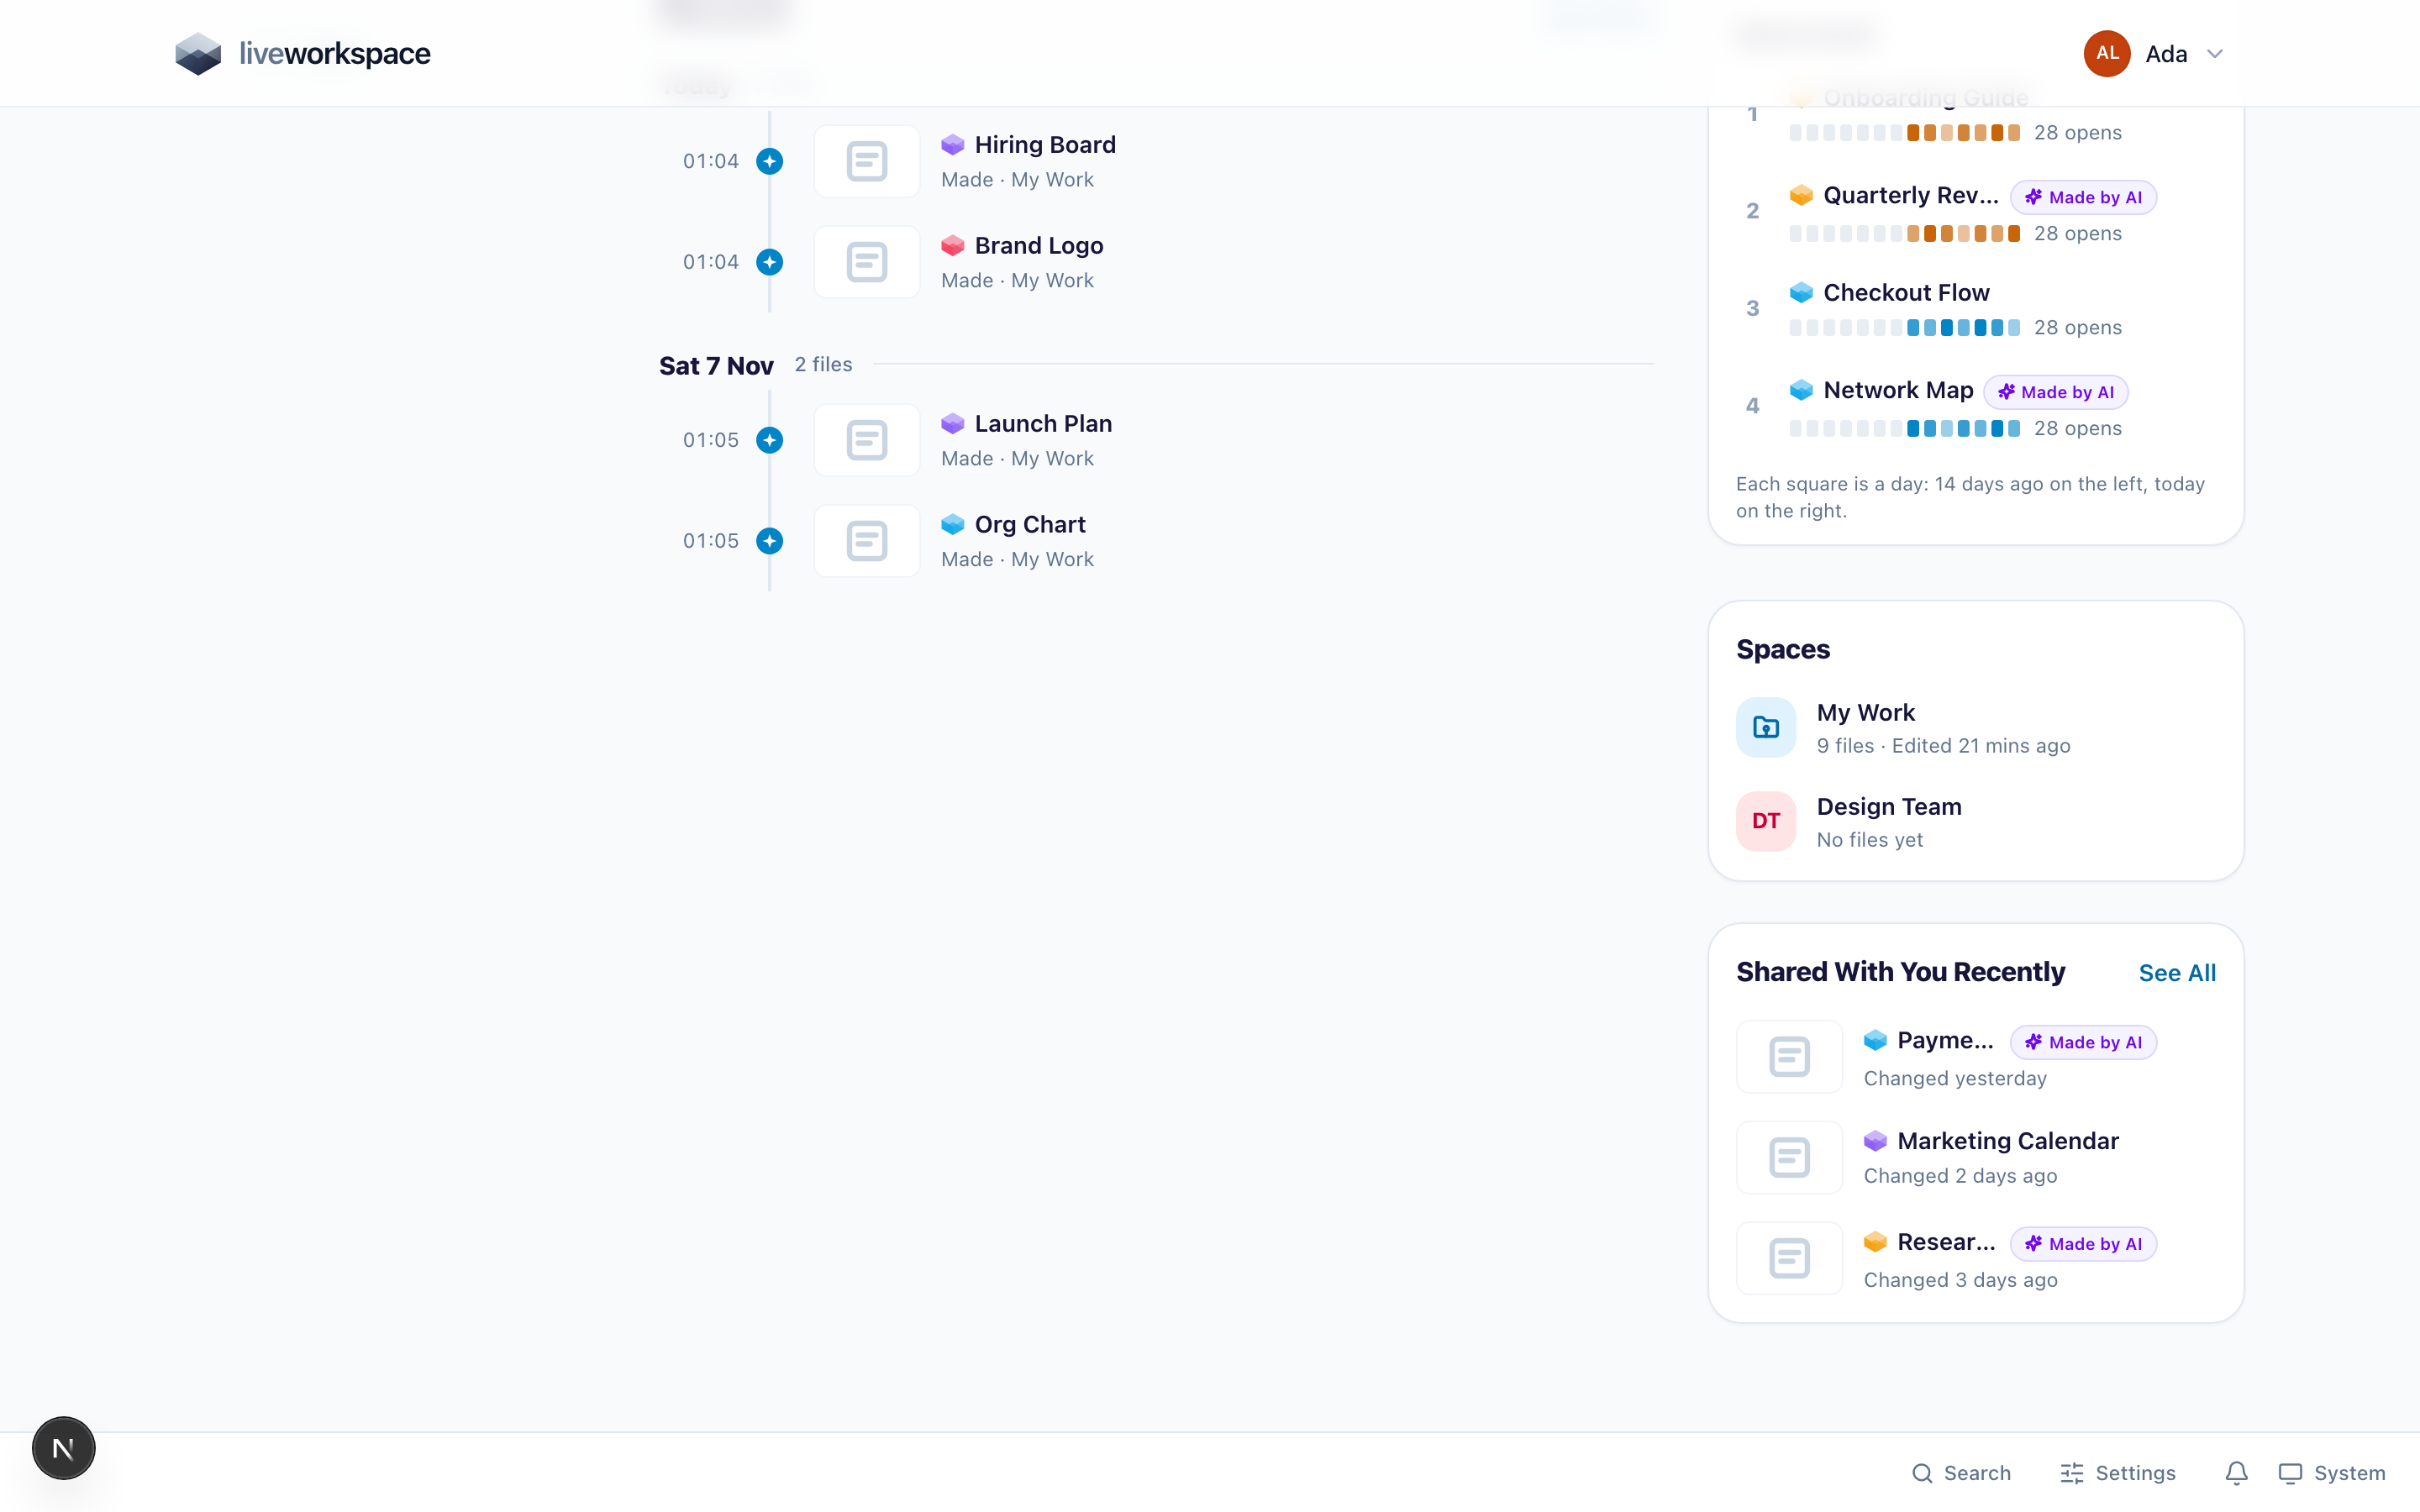 liveworkspace
AL Ada
Today
01:04
Hiring Board
Made · My Work
01:04
Brand Logo
Made · My Work
Sat 7 Nov 2 files
01:05
Launch Plan
Made · My Work
01:05
Org Chart
Made · My Work
1
Onboarding Guide
28 opens
2
Quarterly Rev... Made by AI
28 opens
3
Checkout Flow
28 opens
4
Network Map Made by AI
28 opens
Each square is a day: 14 days ago on the left, today
on the right.
Spaces
My Work
9 files · Edited 21 mins ago
DT
Design Team
No files yet
Shared With You Recently See All
Payme... Made by AI
Changed yesterday
Marketing Calendar
Changed 2 days ago
Resear... Made by AI
Changed 3 days ago
N
Search Settings System